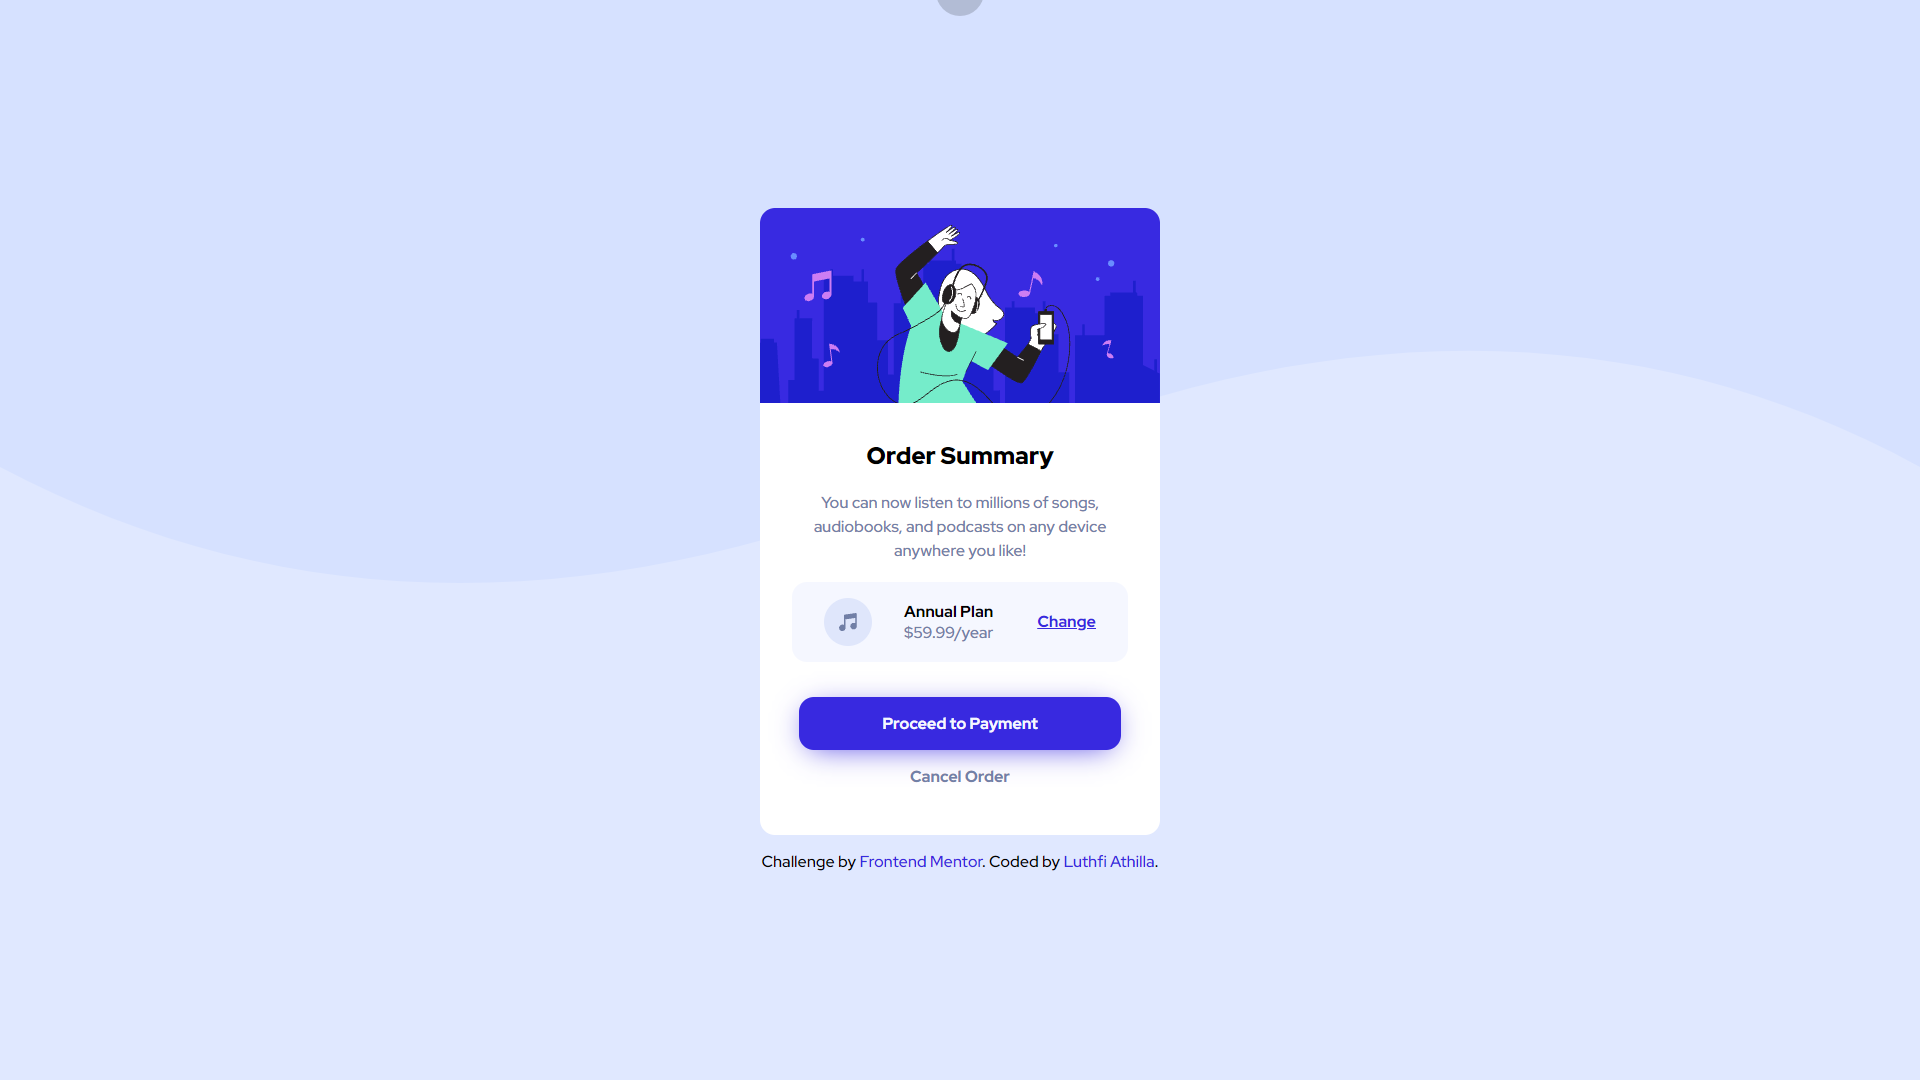 Order Summary
You can now listen to millions of songs,
audiobooks, and podcasts on any device
anywhere you like!
Annual Plan
$59.99/year
Change
Proceed to Payment
Cancel Order
Challenge by Frontend Mentor. Coded by Luthfi Athilla.